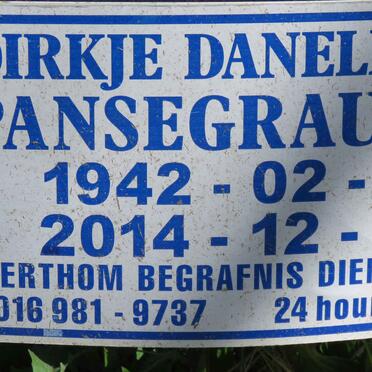 DIRKJE DANEL
PANSEGRAU
1942 - 02 -
2014 - 12 -
ERTHOM BEGRAFNIS DIE
016 981 - 9737 24 hour